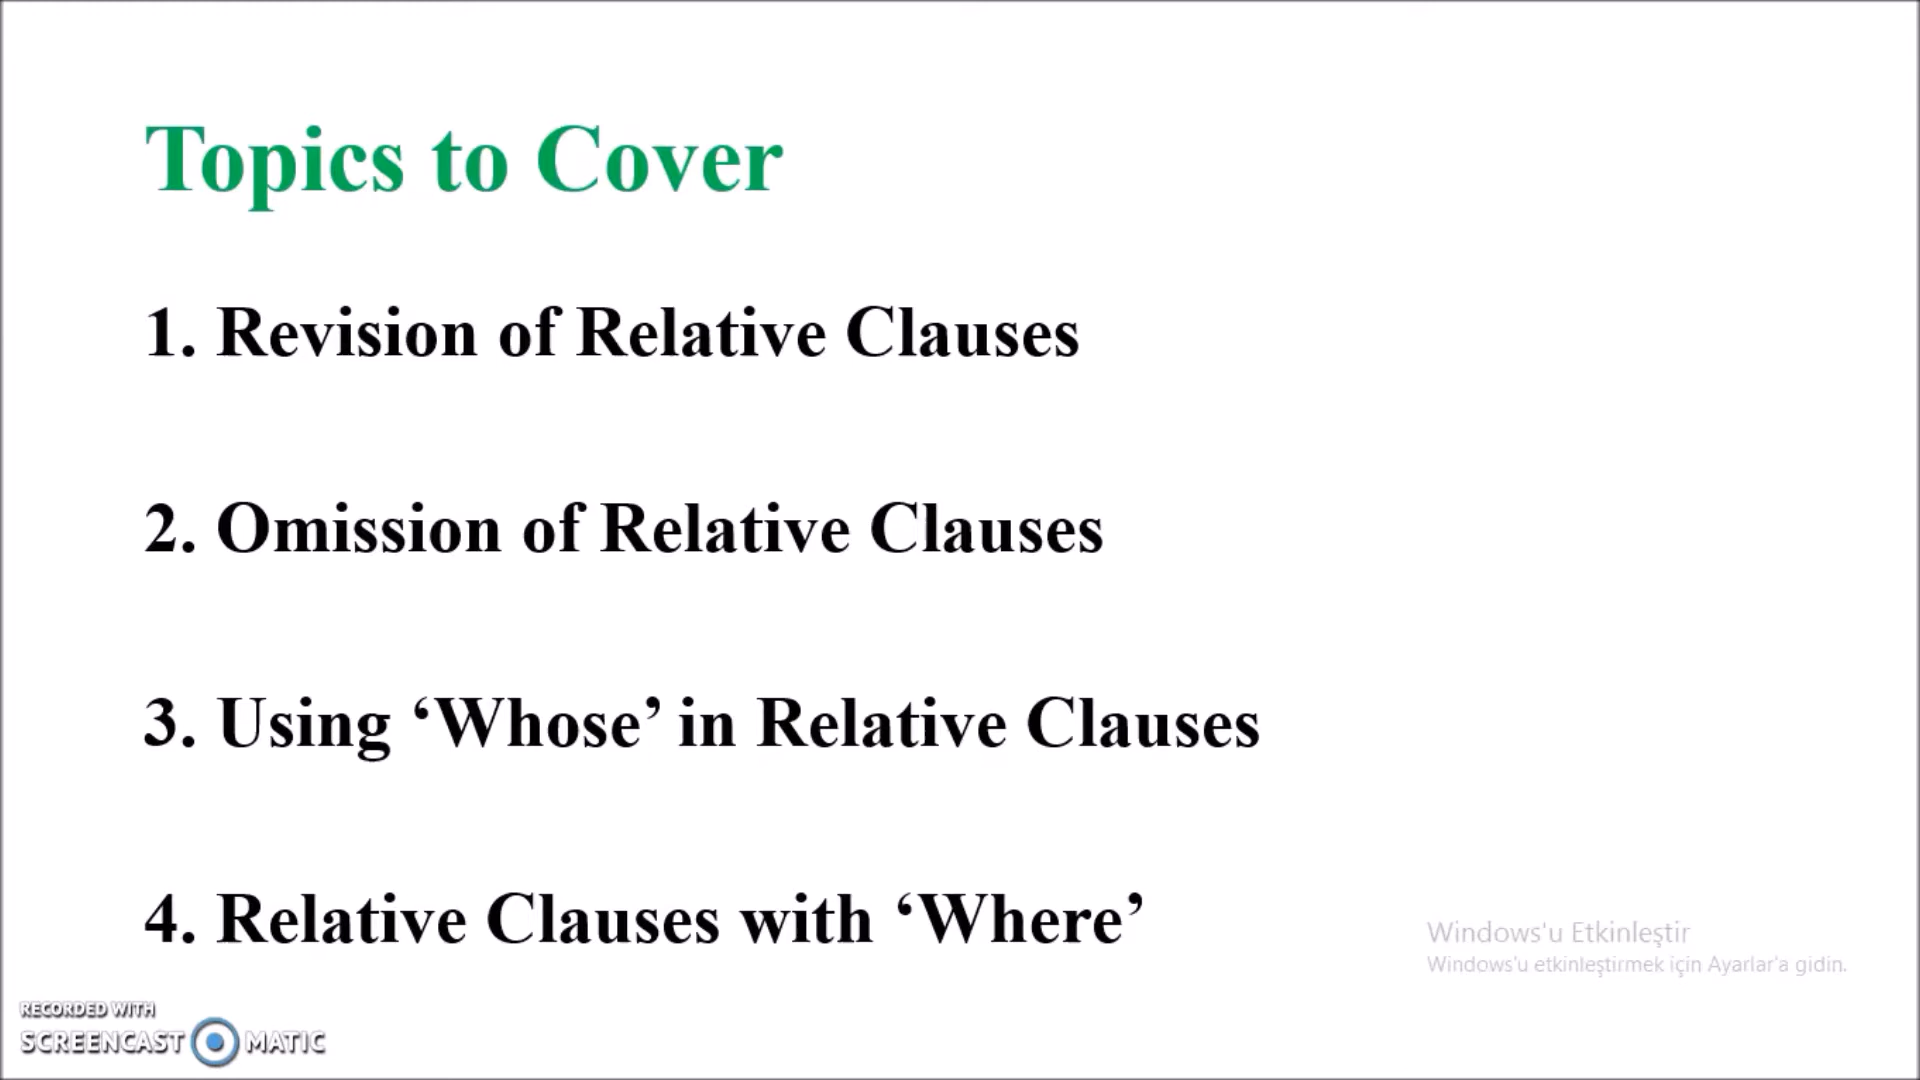 Topics to Cover
1. Revision of Relative Clauses
2. Omission of Relative Clauses
3. Using ‘Whose’ in Relative Clauses
4. Relative Clauses with ‘Where’
Windows'u Etkinleştir
Windows'u etkinleştirmek için Ayarlar'a gidin.
RECORDED WITH
SCREENCAST MATIC